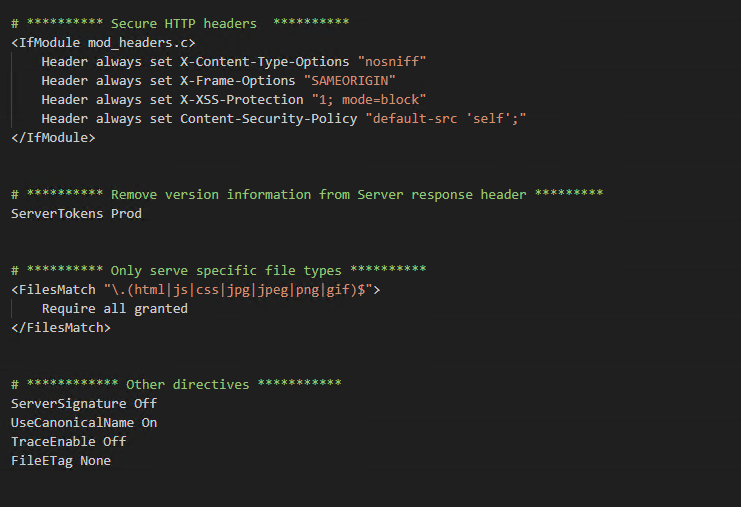 # ********** Secure HTTP headers  **********
<IfModule mod_headers.c>
    Header always set X-Content-Type-Options "nosniff"
    Header always set X-Frame-Options "SAMEORIGIN"
    Header always set X-XSS-Protection "1; mode=block"
    Header always set Content-Security-Policy "default-src 'self';"
</IfModule>
# ********** Remove version information from Server response header *********
ServerTokens Prod
# ********** Only serve specific file types **********
<FilesMatch "\.(html|js|css|jpg|jpeg|png|gif)$">
    Require all granted
</FilesMatch>
# ************ Other directives ***********
ServerSignature Off
UseCanonicalName On
TraceEnable Off
FileETag None